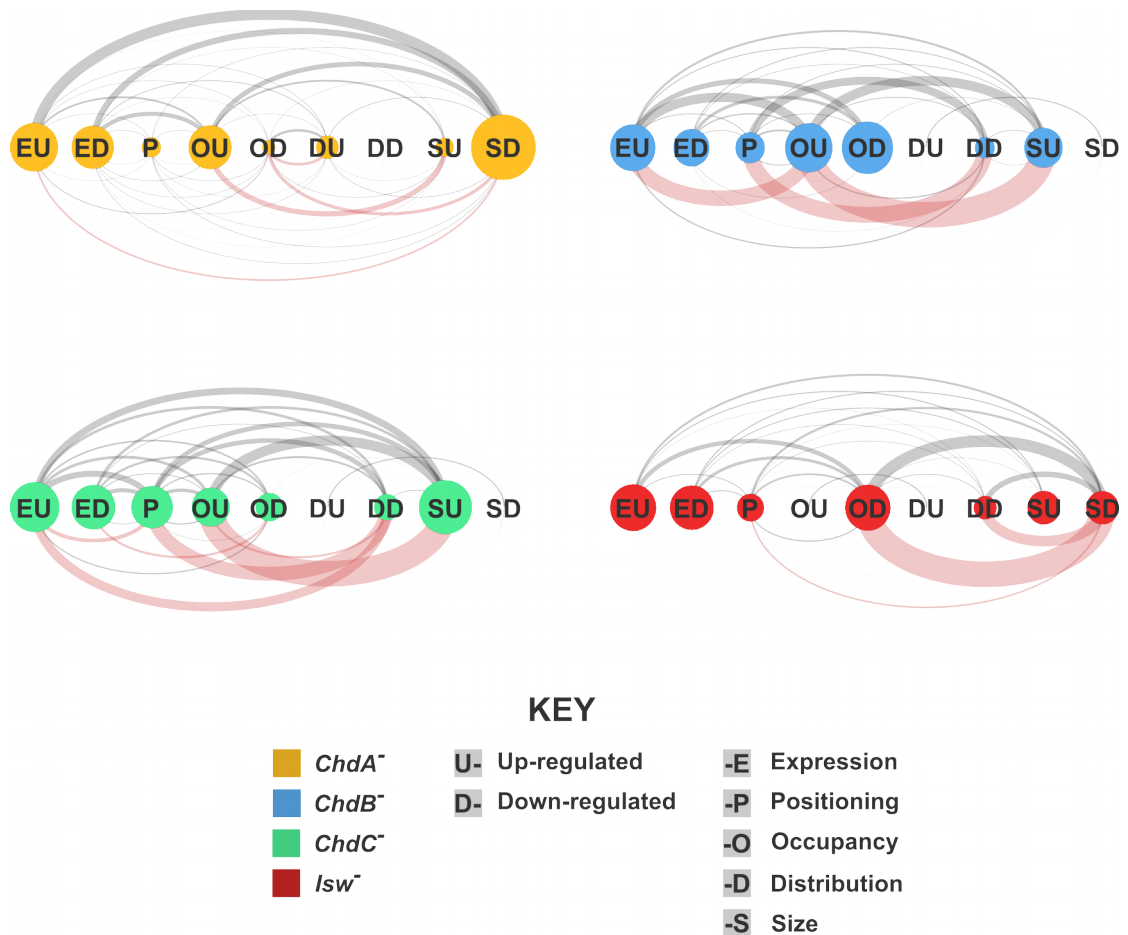 EU ED P OU OD DU DD SU SD
EU ED P OU OD DU DD SU SD
EU ED P OU OD DU DD SU SD
EU ED P OU OD DU DD SU SD
KEY
ChdA-
ChdB-
ChdC-
Isw-
U- Up-regulated
D- Down-regulated
-E Expression
-P Positioning
-O Occupancy
-D Distribution
-S Size